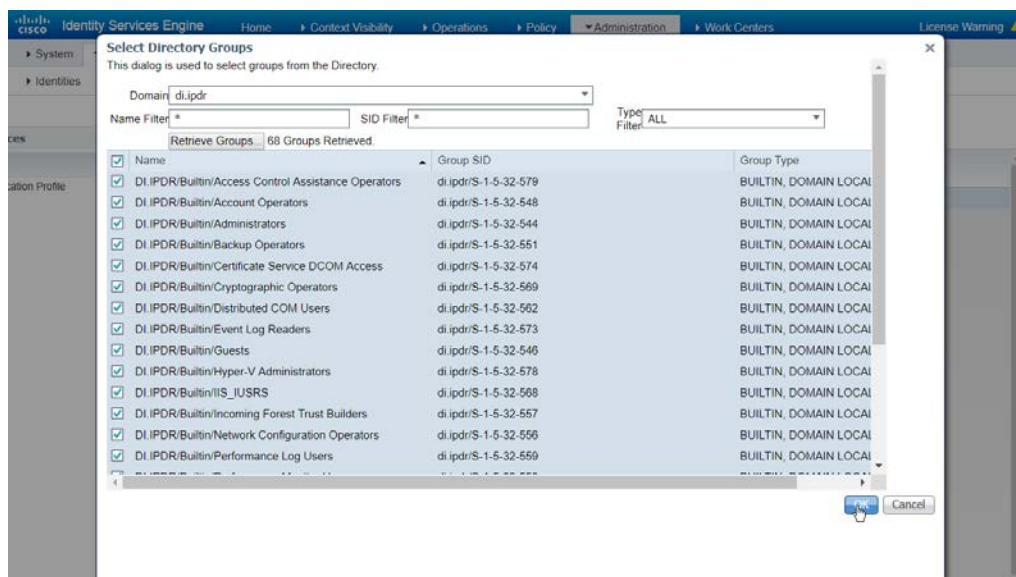 cisco Identity Services Engine Home Context Visibility Operations Policy Administration Work Centers License Warning
System
Identities
ces
cation Profile
Select Directory Groups
This dialog is used to select groups from the Directory.
Domain di.ipdr
Name Filter * SID Filter * Type Filter ALL
Retrieve Groups... 68 Groups Retrieved.
Name Group SID Group Type
DI.IPDR/Builtin/Access Control Assistance Operators di.ipdr/S-1-5-32-579 BUILTIN, DOMAIN LOCAL
DI.IPDR/Builtin/Account Operators di.ipdr/S-1-5-32-548 BUILTIN, DOMAIN LOCAL
DI.IPDR/Builtin/Administrators di.ipdr/S-1-5-32-544 BUILTIN, DOMAIN LOCAL
DI.IPDR/Builtin/Backup Operators di.ipdr/S-1-5-32-551 BUILTIN, DOMAIN LOCAL
DI.IPDR/Builtin/Certificate Service DCOM Access di.ipdr/S-1-5-32-574 BUILTIN, DOMAIN LOCAL
DI.IPDR/Builtin/Cryptographic Operators di.ipdr/S-1-5-32-569 BUILTIN, DOMAIN LOCAL
DI.IPDR/Builtin/Distributed COM Users di.ipdr/S-1-5-32-562 BUILTIN, DOMAIN LOCAL
DI.IPDR/Builtin/Event Log Readers di.ipdr/S-1-5-32-573 BUILTIN, DOMAIN LOCAL
DI.IPDR/Builtin/Guests di.ipdr/S-1-5-32-546 BUILTIN, DOMAIN LOCAL
DI.IPDR/Builtin/Hyper-V Administrators di.ipdr/S-1-5-32-578 BUILTIN, DOMAIN LOCAL
DI.IPDR/Builtin/IIS_IUSRS di.ipdr/S-1-5-32-568 BUILTIN, DOMAIN LOCAL
DI.IPDR/Builtin/Incoming Forest Trust Builders di.ipdr/S-1-5-32-557 BUILTIN, DOMAIN LOCAL
DI.IPDR/Builtin/Network Configuration Operators di.ipdr/S-1-5-32-556 BUILTIN, DOMAIN LOCAL
DI.IPDR/Builtin/Performance Log Users di.ipdr/S-1-5-32-559 BUILTIN, DOMAIN LOCAL
OK Cancel